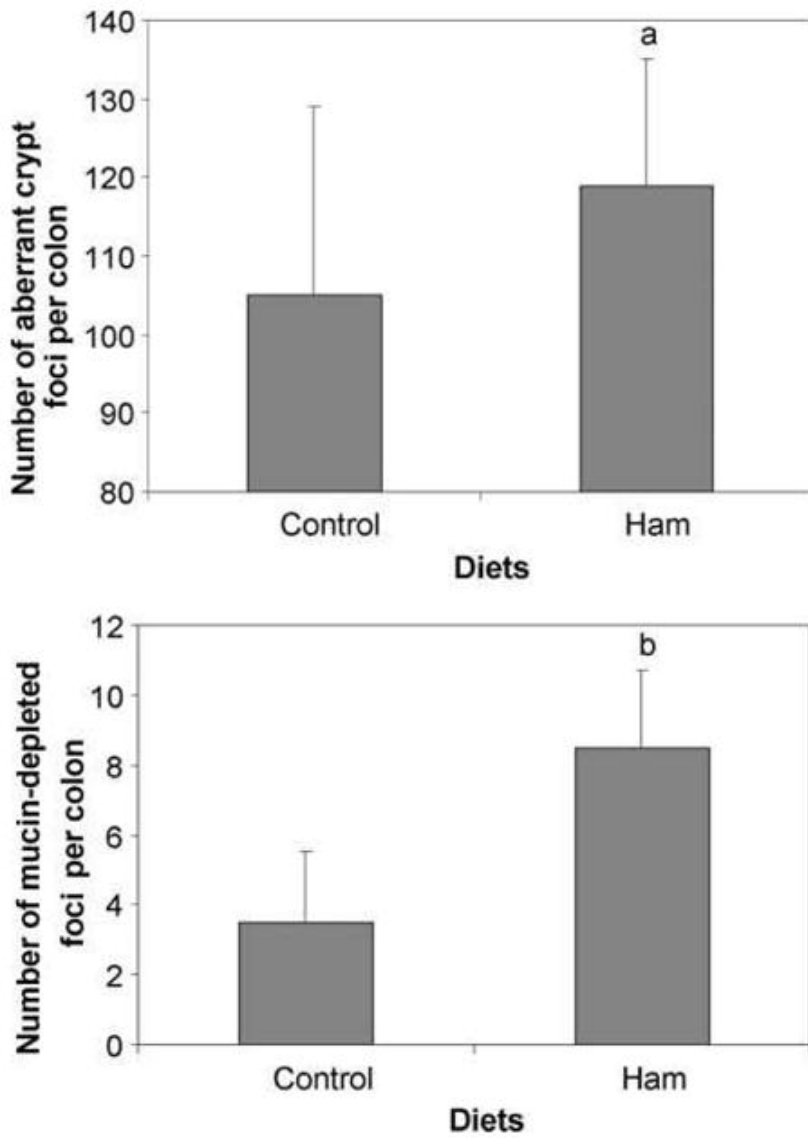 Number of aberrant crypt
foci per colon
140
130
120
110
100
90
80
a
Control
Ham
Diets
Number of mucin-depleted
foci per colon
12
10
8
6
4
2
0
b
Control
Ham
Diets